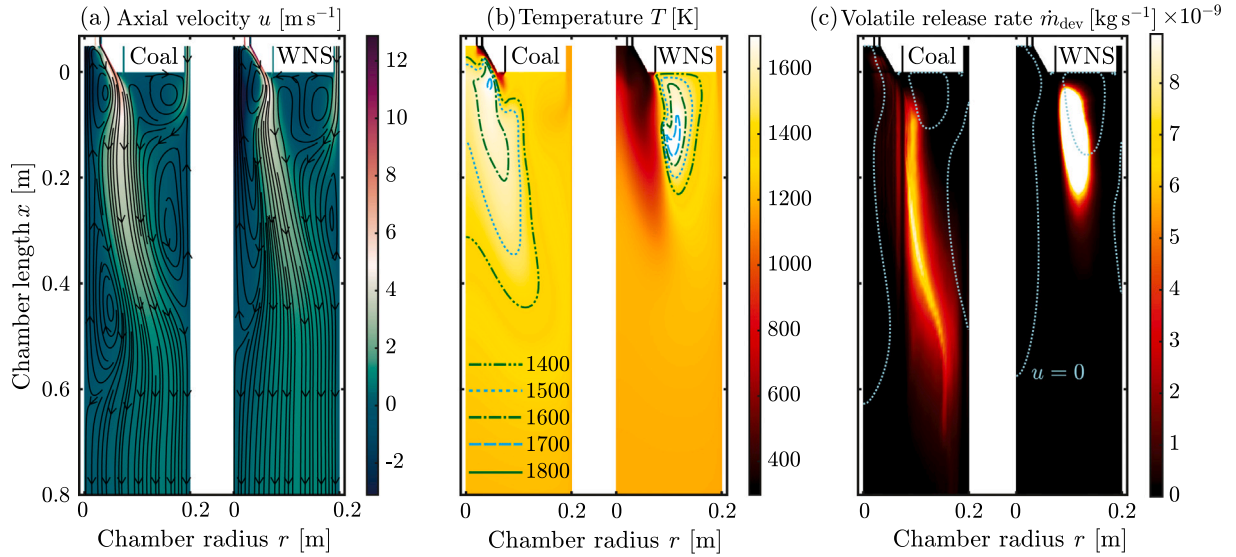 (a) Axial velocity u [m s⁻¹]
(b) Temperature T [K]
(c) Volatile release rate ṁ_dev [kg s⁻¹] ×10⁻⁹
Coal WNS
Coal WNS
Coal WNS
Chamber length x [m]
0
0.2
0.4
0.6
0.8
12
10
8
6
4
2
0
-2
1400
1500
1600
1700
1800
1600
1400
1200
1000
800
600
400
u = 0
9
8
7
6
5
4
3
2
1
0
0 0.2 0 0.2
0 0.2 0 0.2
0 0.2 0 0.2
Chamber radius r [m]
Chamber radius r [m]
Chamber radius r [m]